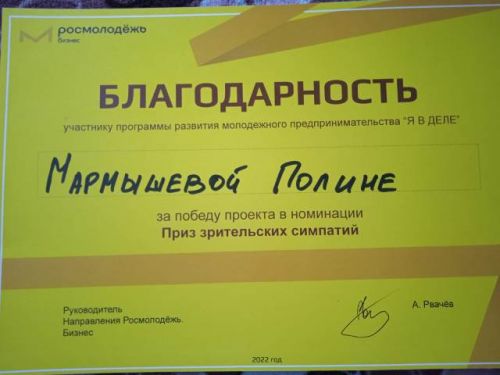 росмолодёжь
бизнес
БЛАГОДАРНОСТЬ
участнику программы развития молодежного предпринимательства "Я В ДЕЛЕ"
Мармышевой Полине
за победу проекта в номинации
Приз зрительских симпатий
Руководитель
Направления Росмолодёжь.
Бизнес
А. Рвачёв
2022 год